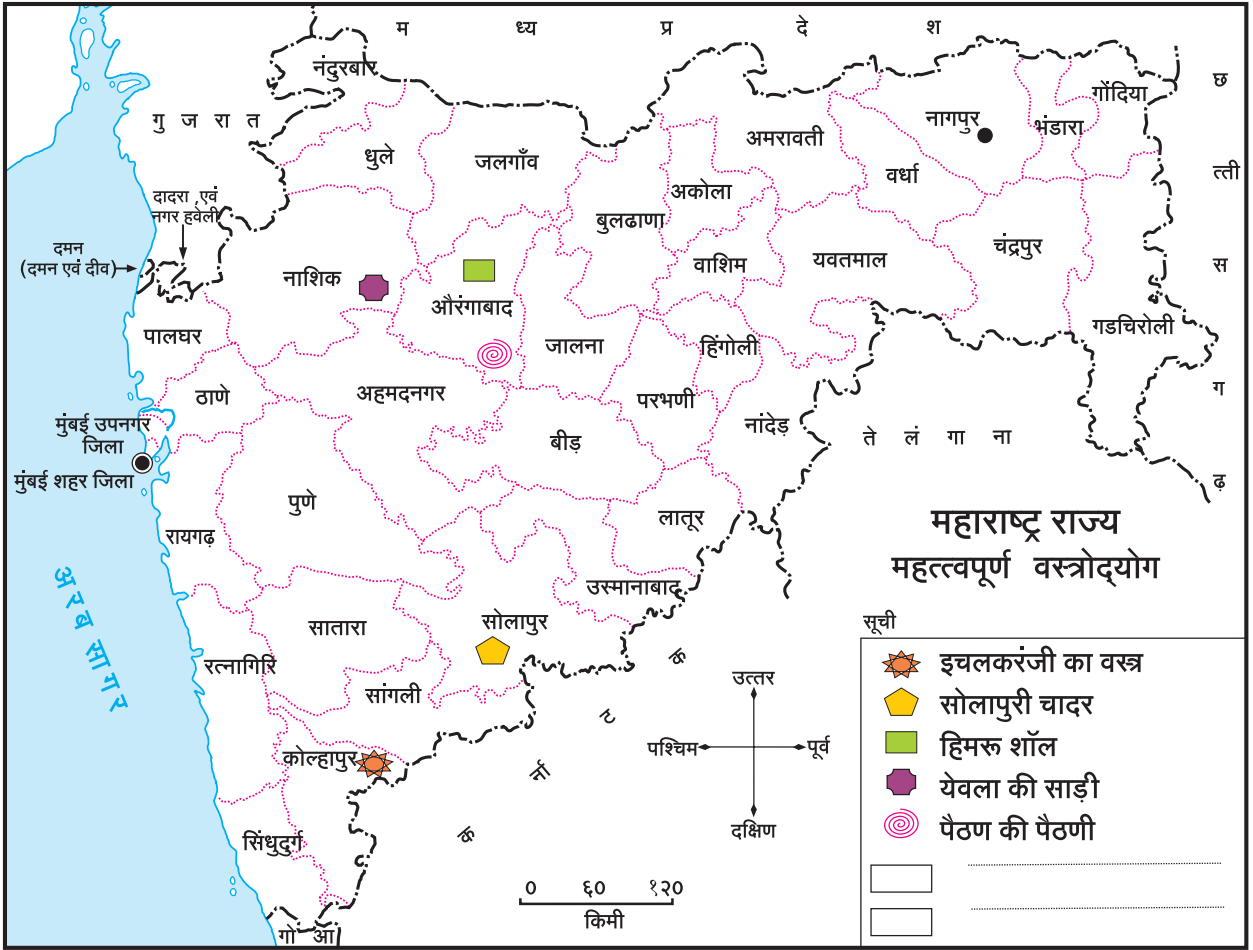 म ध्य प्र दे श
नंदुरबार
गोंदिया
छ
गु ज रा त
नागपुर
भंडारा
धुले
जलगाँव
अमरावती
वर्धा
त्ती
दादरा एवं
नगर हवेली
अकोला
बुलढाणा
दमन
(दमन एवं दीव)
चंद्रपुर
स
नाशिक
वाशिम
यवतमाल
औरंगाबाद
पालघर
जालना
हिंगोली
गडचिरोली
ठाणे
अहमदनगर
परभणी
ग
मुंबई उपनगर
जिला
बीड़
नांदेड़
ते लं गा ना
मुंबई शहर जिला
ढ़
पुणे
लातूर
रायगढ़
महाराष्ट्र राज्य
महत्त्वपूर्ण वस्त्रोद्योग
अरब सागर
उस्मानाबाद
सातारा
सोलापुर
रत्नागिरि
सांगली
क र्ना ट क
कोल्हापुर
सिंधुदुर्ग
गो आ
उत्तर
पश्चिम
पूर्व
दक्षिण
० ६० १२०
किमी
सूची
इचलकरंजी का वस्त्र
सोलापुरी चादर
हिमरू शॉल
येवला की साड़ी
पैठण की पैठणी